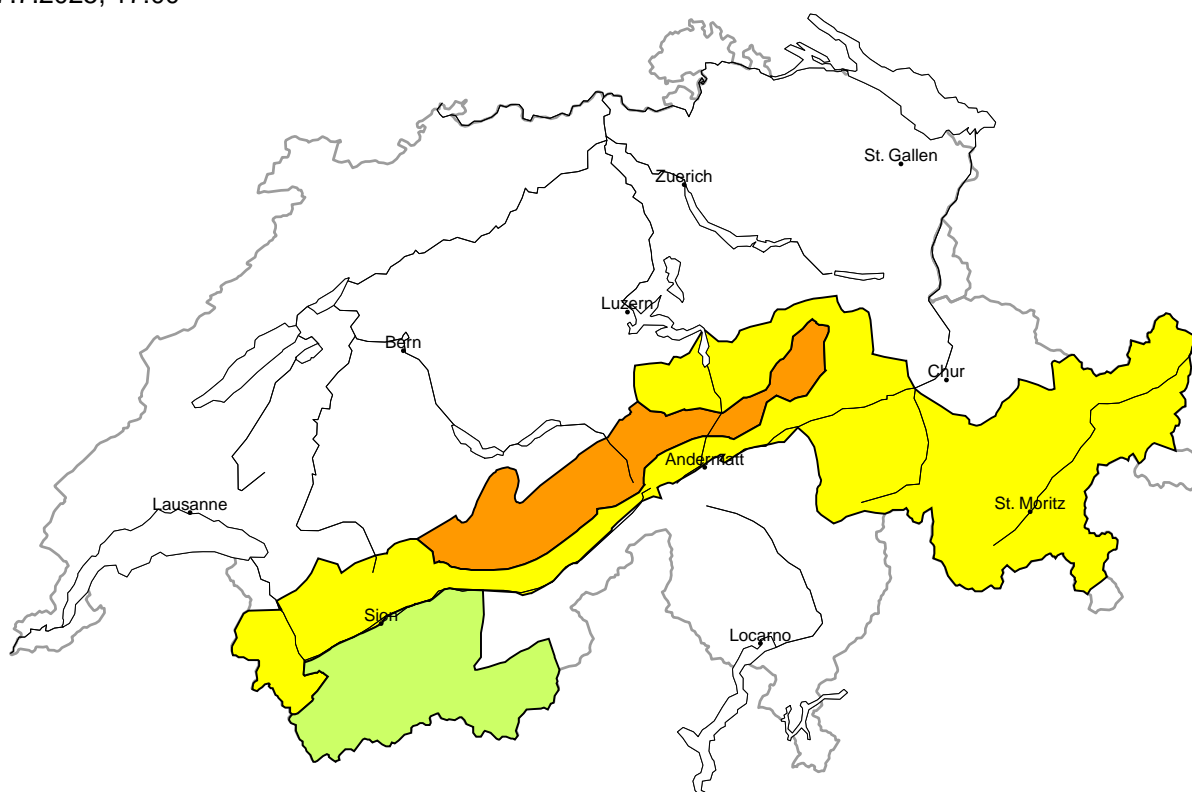 St. Gallen
Zuerich
Luzern
Bern
Chur
Andermatt
Lausanne
St. Moritz
Sion
Locarno